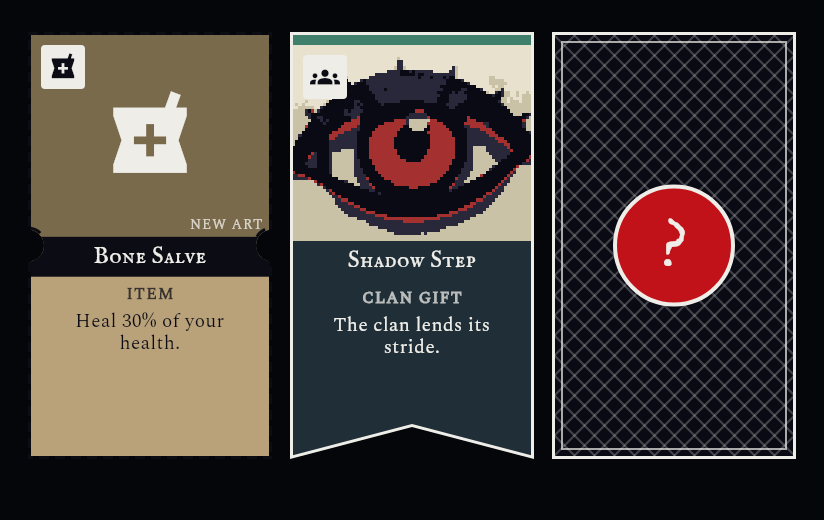 NEW ART
Bone Salve
ITEM
Heal 30% of your
health.
Shadow Step
CLAN GIFT
The clan lends its
stride.
?